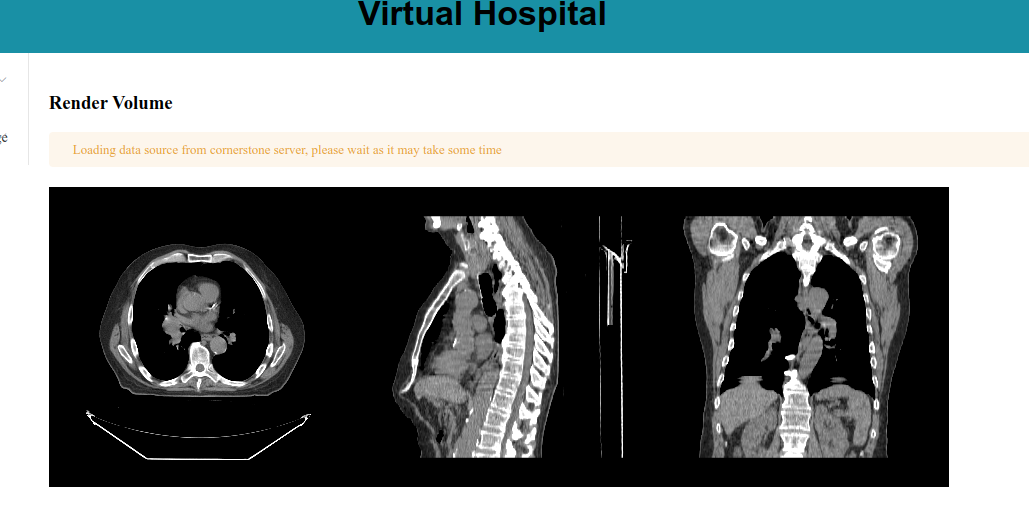 Virtual Hospital
Render Volume
ge
Loading data source from cornerstone server, please wait as it may take some time